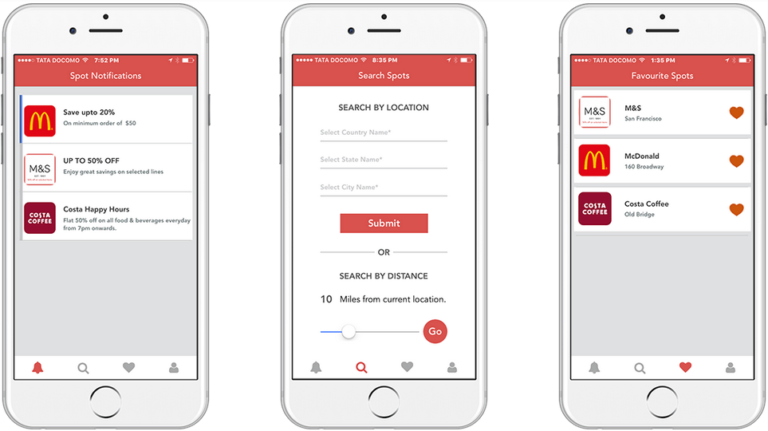 TATA DOCOMO 7:52 PM
Spot Notifications
M
Save upto 20%
On minimum order of $50
M&S
UP TO 50% OFF
Enjoy great savings on selected lines
COSTA
COFFEE
Costa Happy Hours
Flat 50% off on all food & beverages everyday
from 7pm onwards.
TATA DOCOMO 8:35 PM
Search Spots
SEARCH BY LOCATION
Select Country Name*
Select State Name*
Select City Name*
Submit
OR
SEARCH BY DISTANCE
10 Miles from current location.
Go
TATA DOCOMO 1:35 PM
Favourite Spots
M&S
M&S
San Francisco
M
McDonald
160 Broadway
COSTA
COFFEE
Costa Coffee
Old Bridge